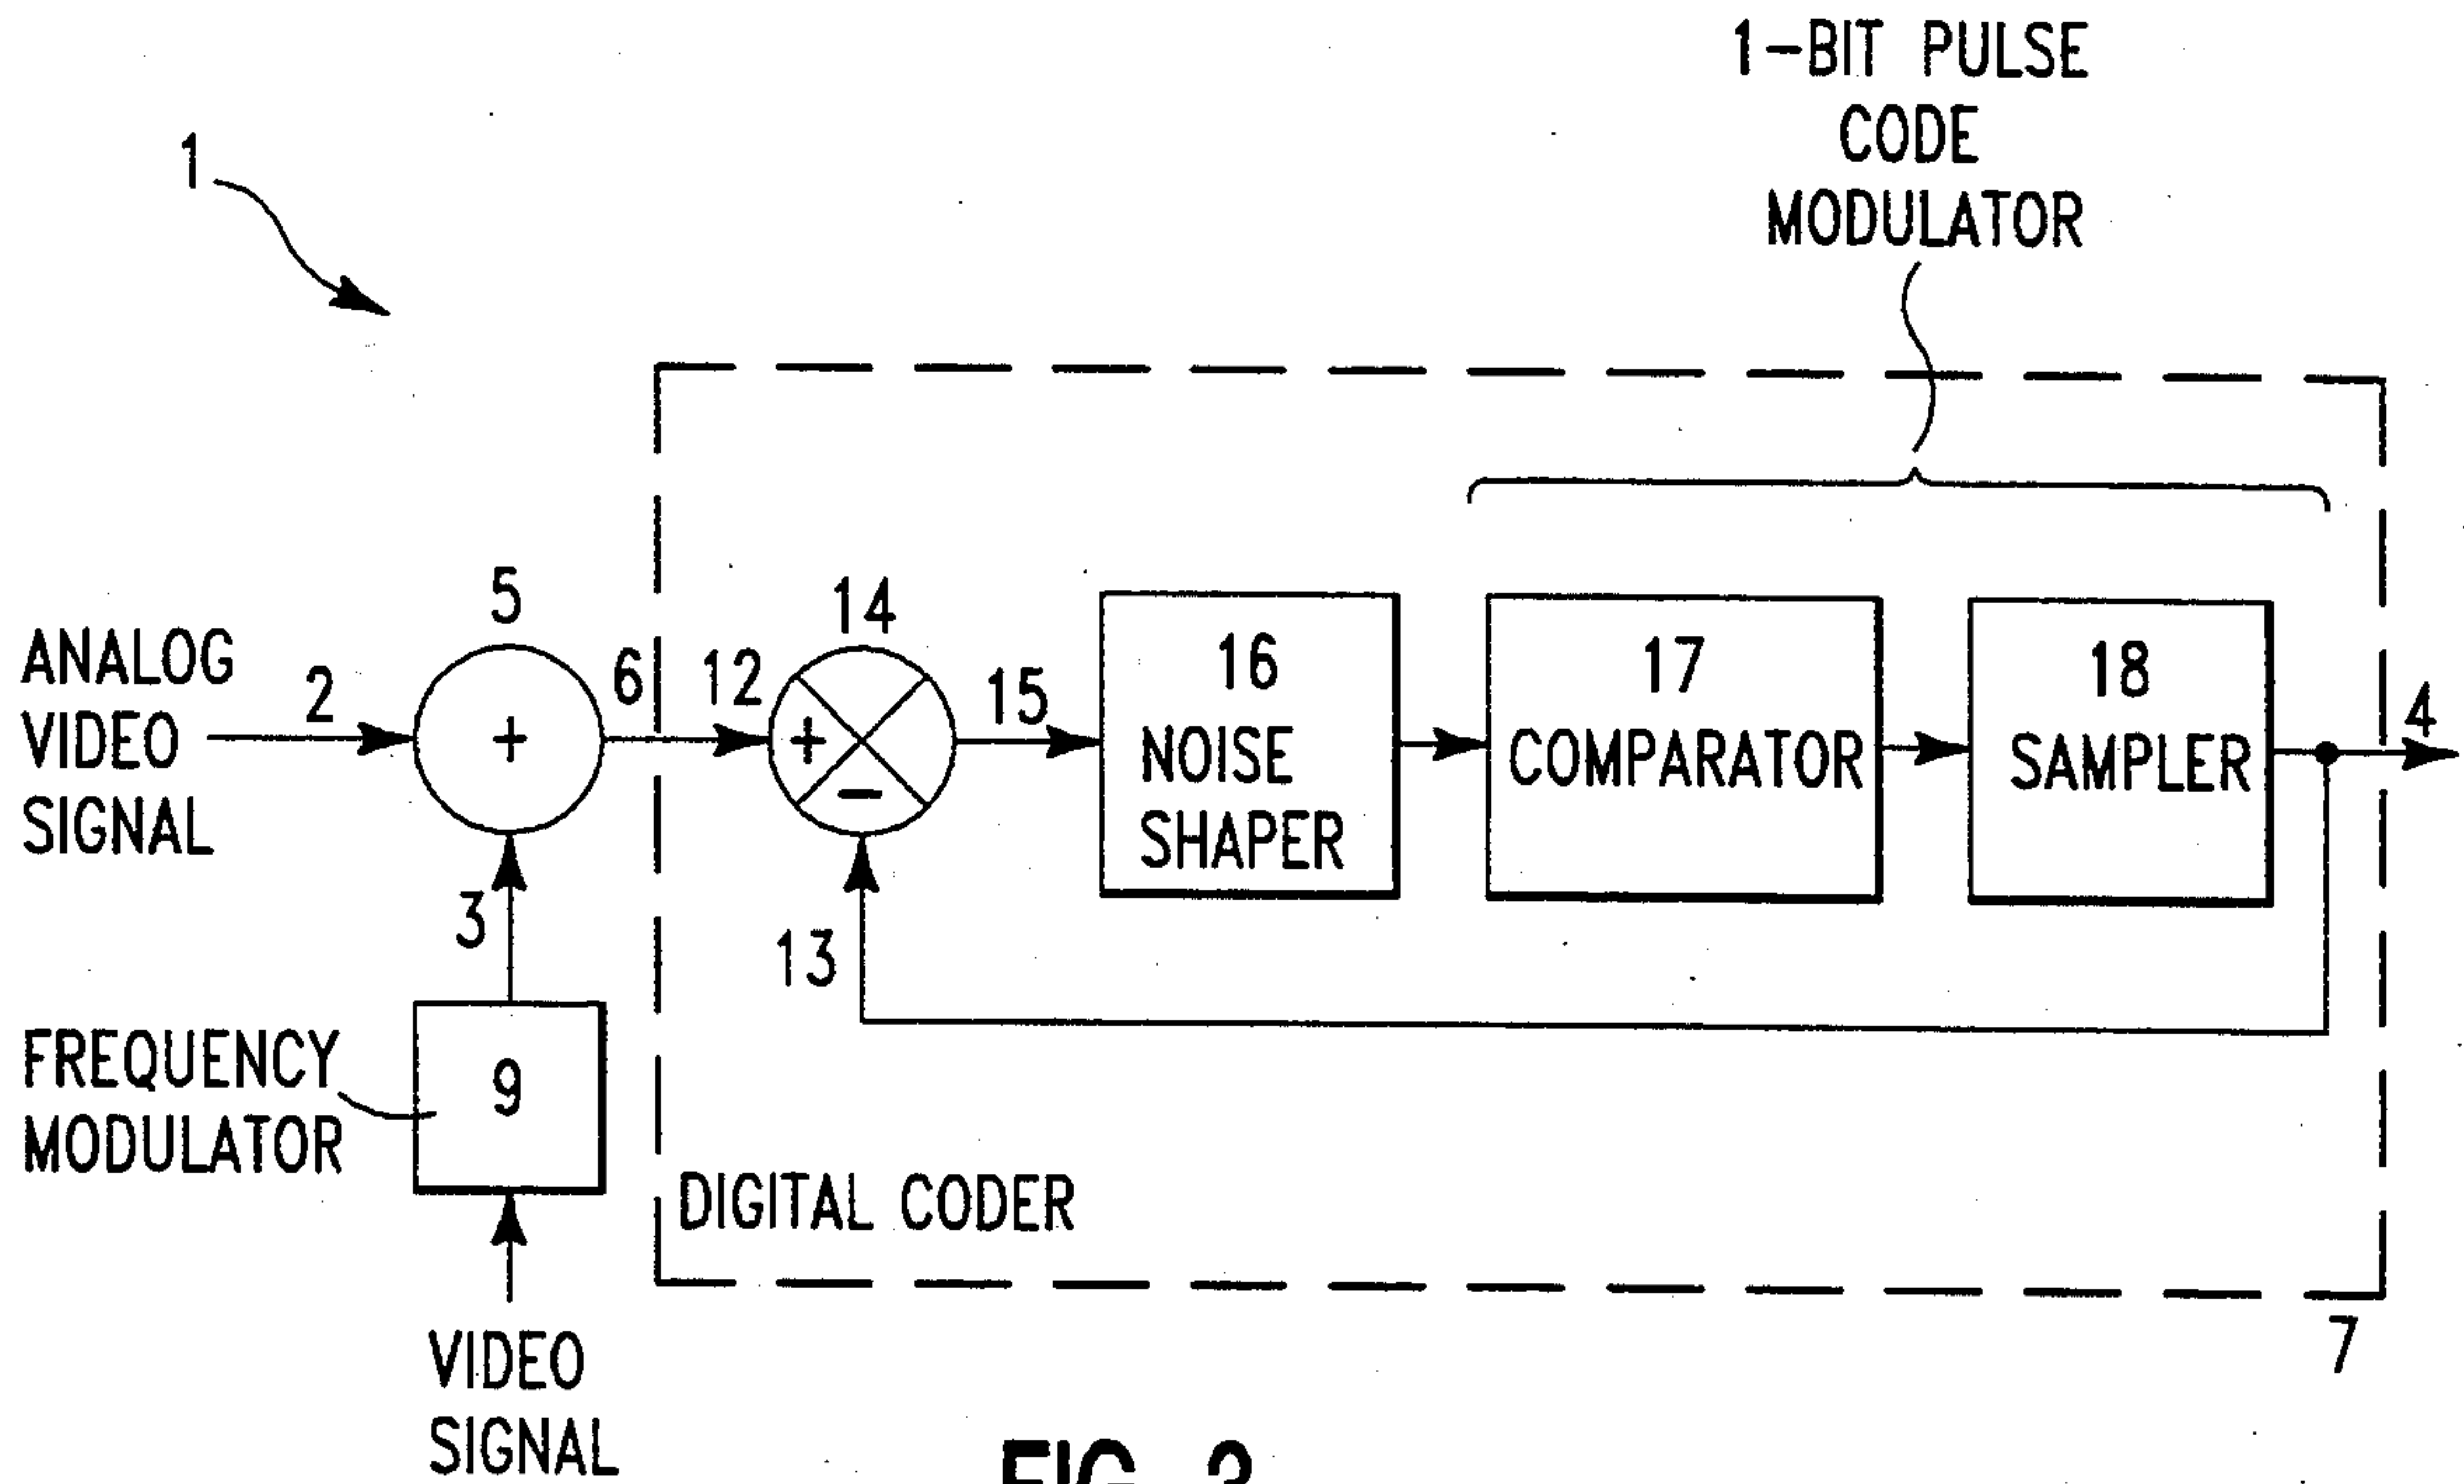 1-BIT PULSE
CODE
MODULATOR
1
5
14
ANALOG
VIDEO
SIGNAL
2
6
12
+
+
-
15
16
NOISE
SHAPER
17
COMPARATOR
18
SAMPLER
4
3
13
FREQUENCY
MODULATOR
9
DIGITAL CODER
7
VIDEO
SIGNAL